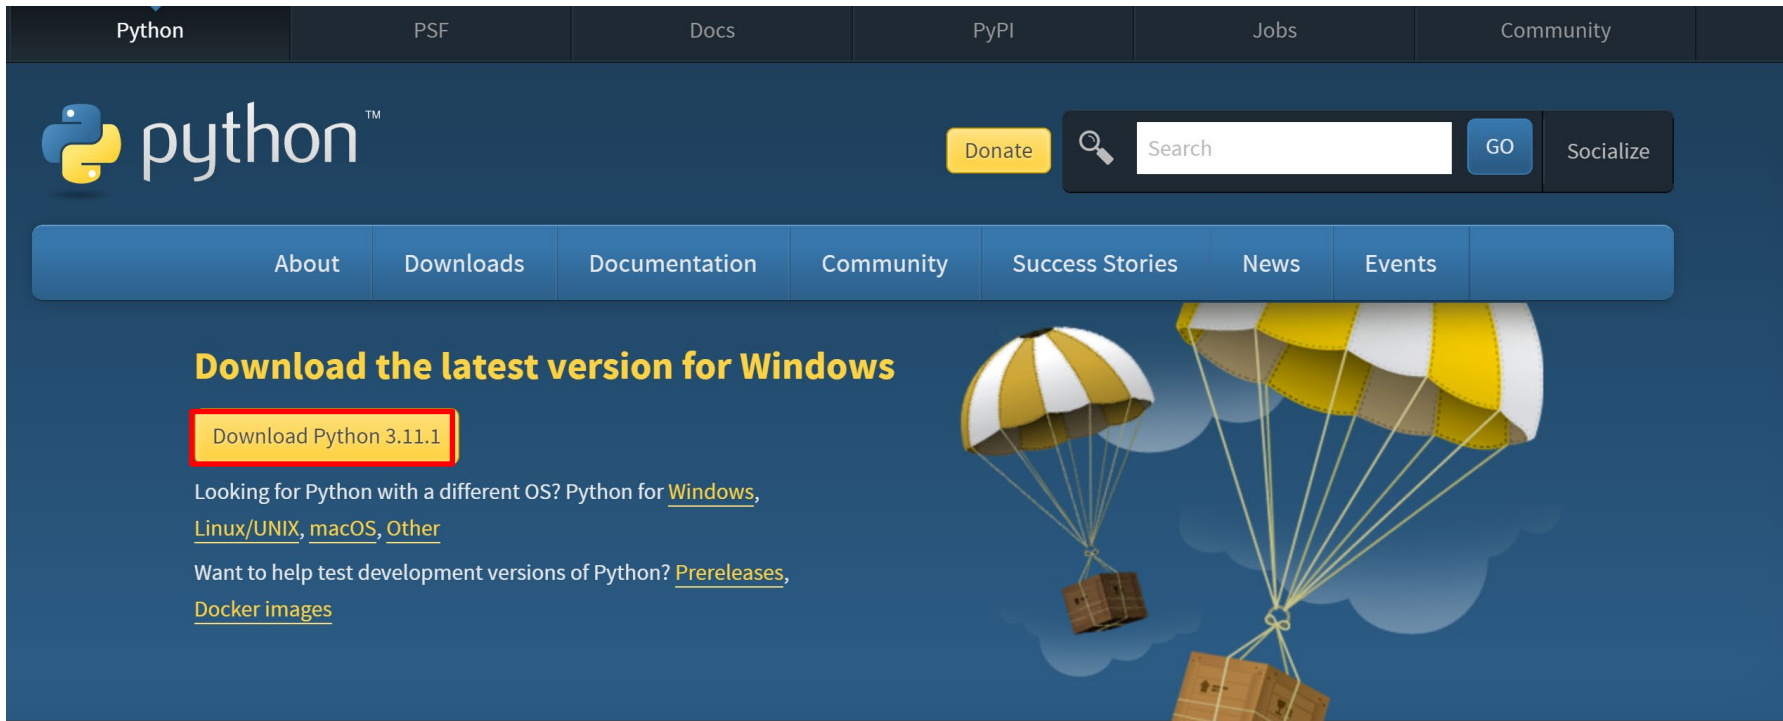 Python PSF Docs PyPI Jobs Community
python™
Donate Search GO Socialize
About Downloads Documentation Community Success Stories News Events
Download the latest version for Windows
Download Python 3.11.1
Looking for Python with a different OS? Python for Windows,
Linux/UNIX, macOS, Other
Want to help test development versions of Python? Prereleases,
Docker images